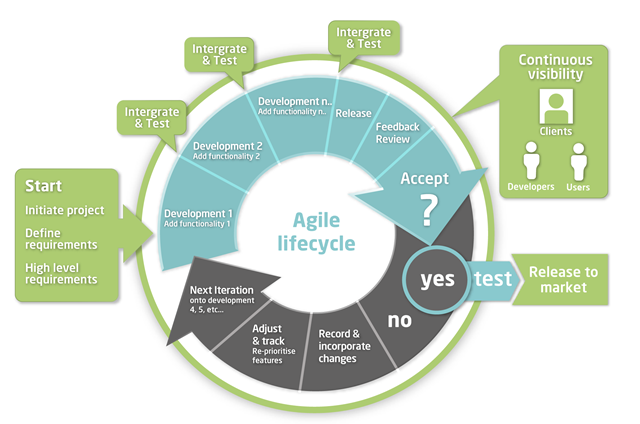 Intergrate
& Test
Intergrate
& Test
Intergrate
& Test
Continuous
visibility
Clients
Developers
Users
Start
Initiate project
Define
requirements
High level
requirements
Development 1
Add functionality 1
Development 2
Add functionality 2
Development n..
Add functionality n..
Release
Feedback
Review
Accept
?
Agile
lifecycle
yes
test
Release to
market
no
Record &
incorporate
changes
Adjust
& track
Re-prioritise
features
Next Iteration
onto development
4, 5, etc...